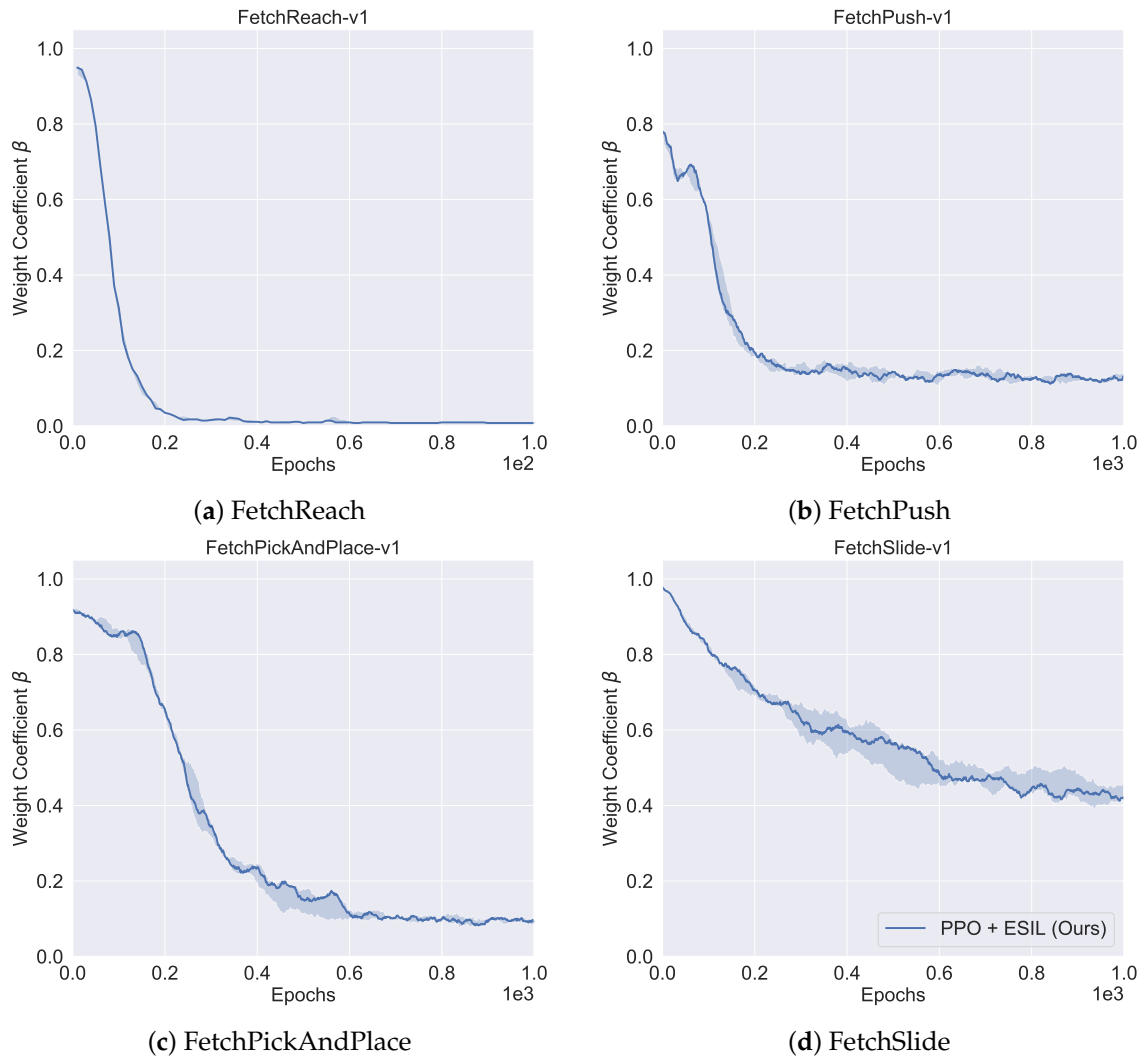 FetchReach-v1
1.0
0.8
0.6
0.4
0.2
0.0
Weight Coefficient β
0.0 0.2 0.4 0.6 0.8 1.0
Epochs
1e2
(a) FetchReach
FetchPush-v1
1.0
0.8
0.6
0.4
0.2
0.0
Weight Coefficient β
0.0 0.2 0.4 0.6 0.8 1.0
Epochs
1e3
(b) FetchPush
FetchPickAndPlace-v1
1.0
0.8
0.6
0.4
0.2
0.0
Weight Coefficient β
0.0 0.2 0.4 0.6 0.8 1.0
Epochs
1e3
(c) FetchPickAndPlace
FetchSlide-v1
1.0
0.8
0.6
0.4
0.2
0.0
Weight Coefficient β
PPO + ESIL (Ours)
0.0 0.2 0.4 0.6 0.8 1.0
Epochs
1e3
(d) FetchSlide